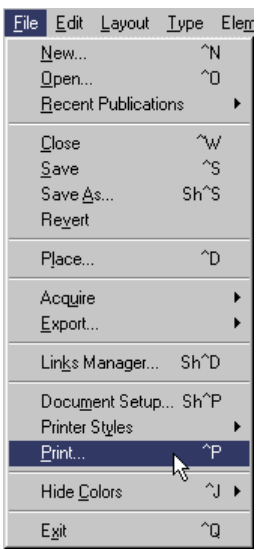 File Edit Layout Type Elem
New... ^N
Open... ^O
Recent Publications
Close ^W
Save ^S
Save As... Sh^S
Revert
Place... ^D
Acquire
Export...
Links Manager... Sh^D
Document Setup... Sh^P
Printer Styles
Print... ^P
Hide Colors ^J
Exit ^Q